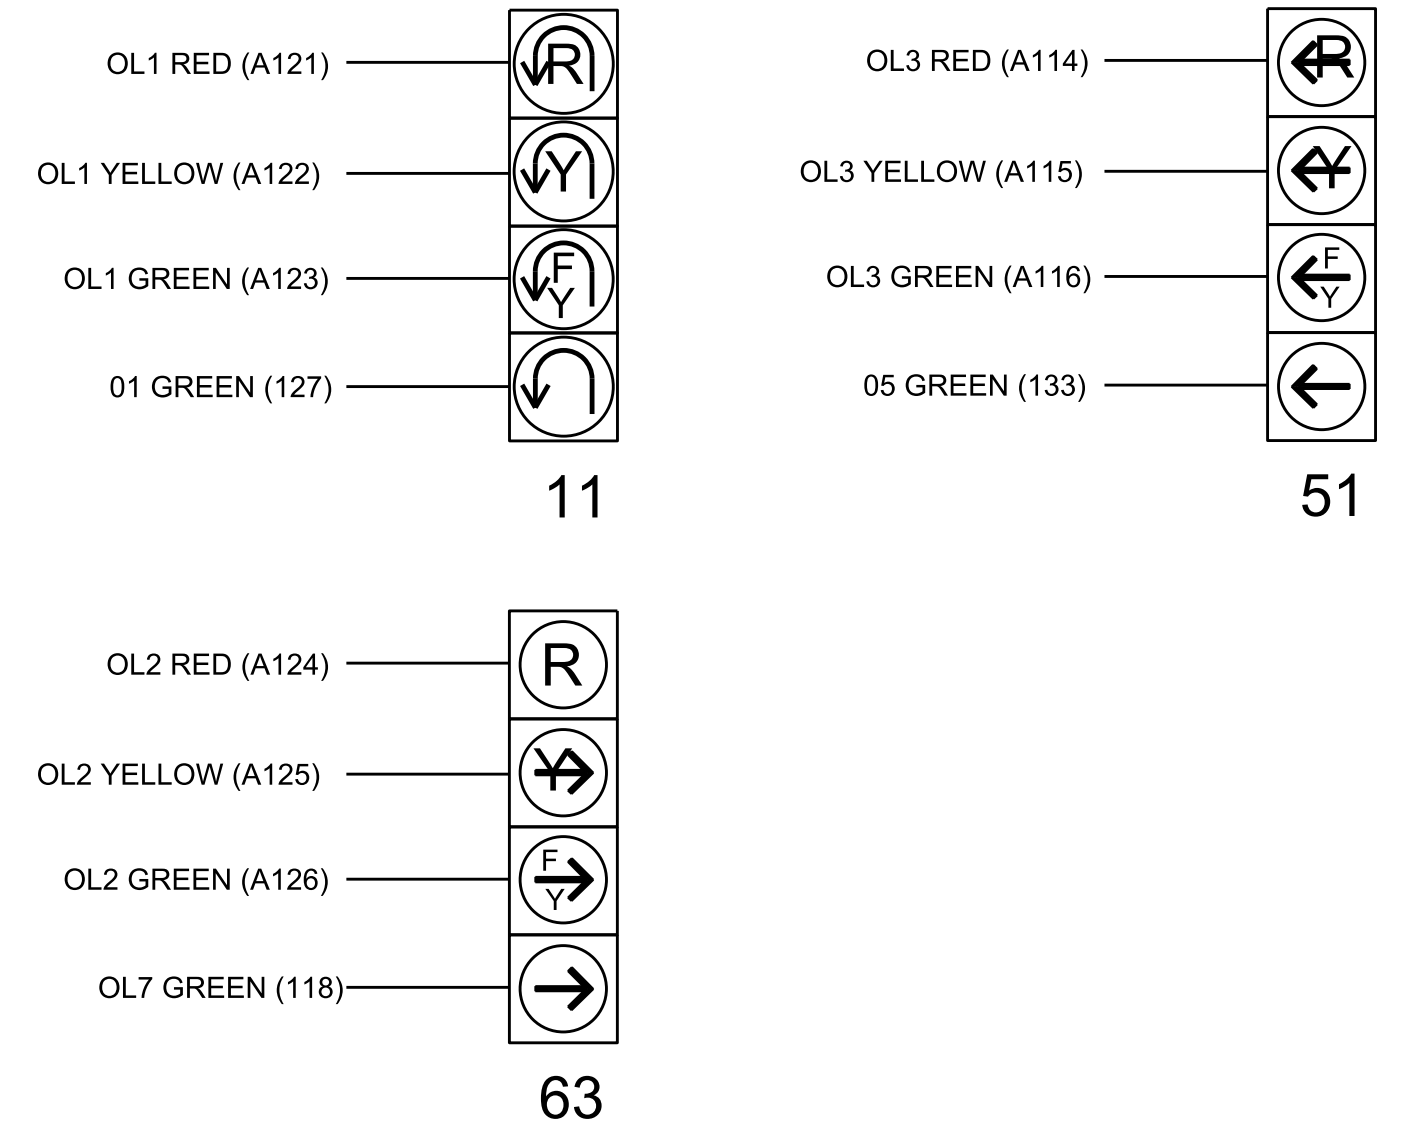 OL1 RED (A121)
R
OL1 YELLOW (A122)
Y
OL1 GREEN (A123)
F
Y
01 GREEN (127)
11
OL3 RED (A114)
R
OL3 YELLOW (A115)
Y
OL3 GREEN (A116)
F
Y
05 GREEN (133)
51
OL2 RED (A124)
R
OL2 YELLOW (A125)
Y
OL2 GREEN (A126)
F
Y
OL7 GREEN (118)
63